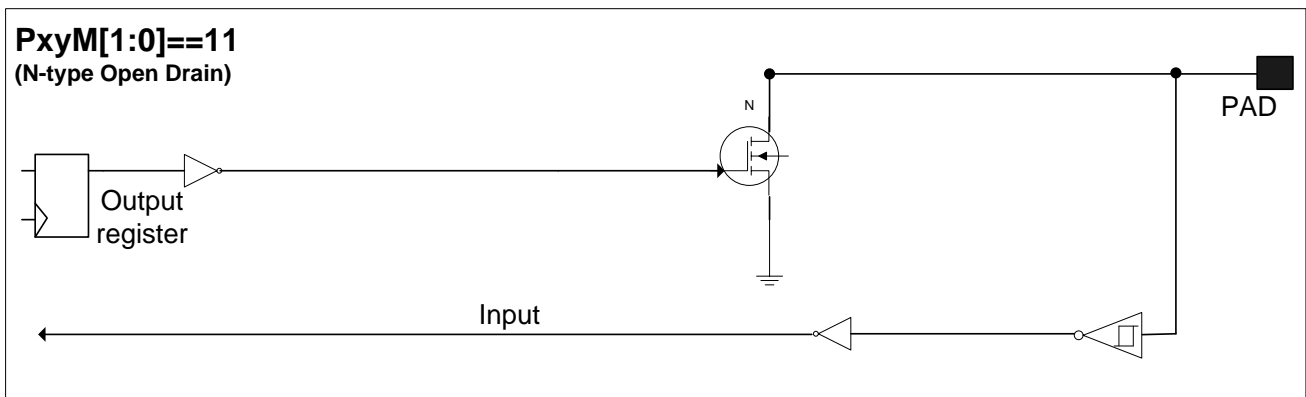 PxyM[1:0]==11
(N-type Open Drain)
N
PAD
Output
register
Input